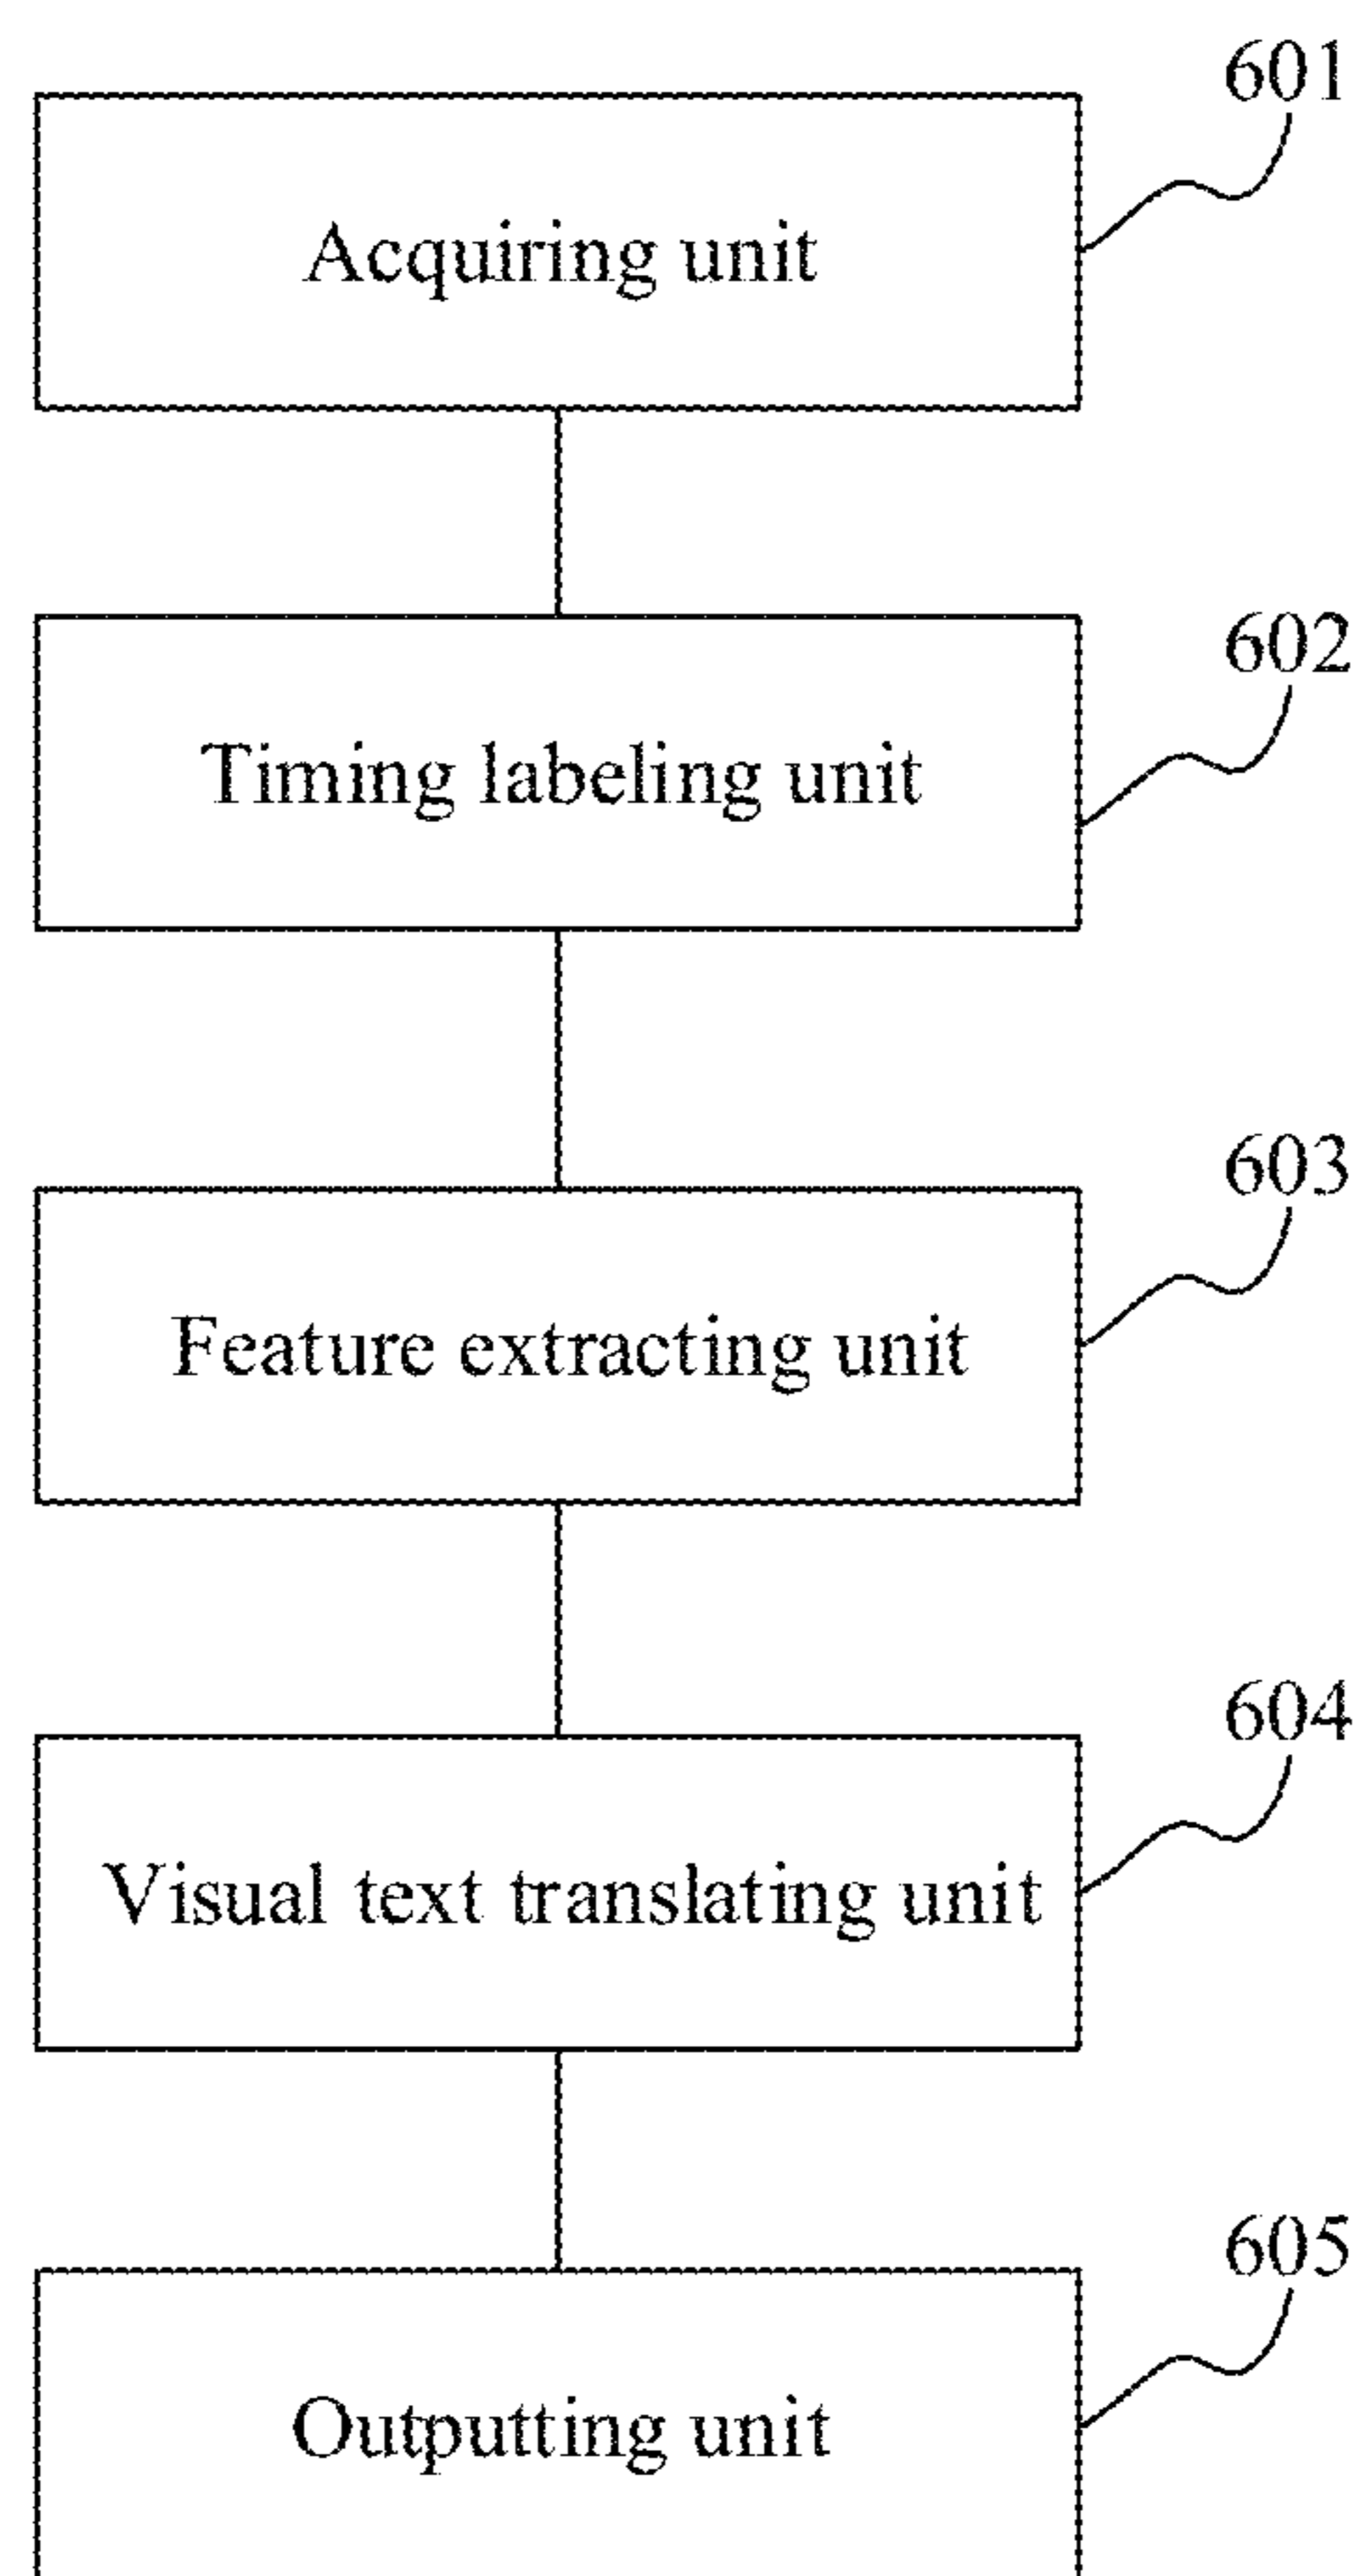 601
Acquiring unit
602
Timing labeling unit
603
Feature extracting unit
604
Visual text translating unit
605
Outputting unit